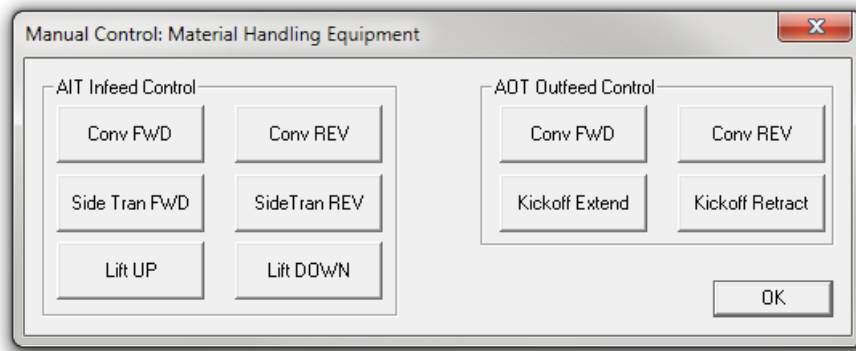 Manual Control: Material Handling Equipment
AIT Infeed Control
Conv FWD
Conv REV
Side Tran FWD
SideTran REV
Lift UP
Lift DOWN
AOT Outfeed Control
Conv FWD
Conv REV
Kickoff Extend
Kickoff Retract
OK